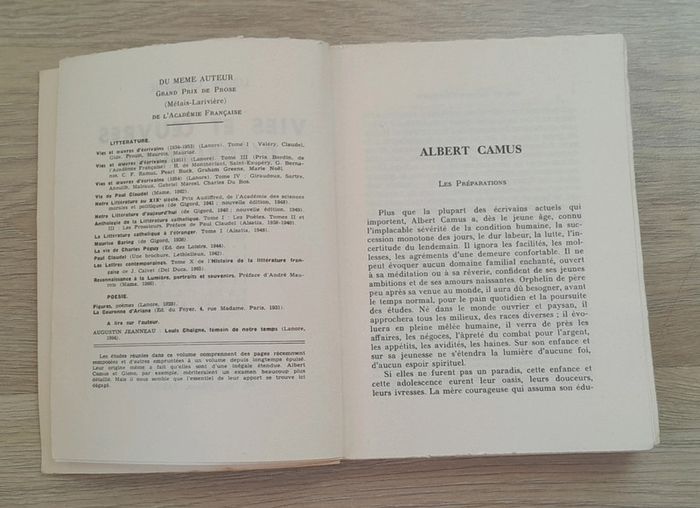 DU MEME AUTEUR
GRAND PRIX DE PROSE
(Métais-Larivière)
DE L'ACADÉMIE FRANÇAISE
LITTERATURE.
Vies et œuvres d'écrivains (1934-1952) (Lanore). Tome I : Valéry, Claudel,
Gide, Proust, Maurois, Mauriac.
Vies et œuvres d'écrivains (1951) (Lanore). Tome III (Prix Bordin, de
l'Académie Française) : H. de Montherlant, Saint-Exupéry, G. Berna-
nos, C. F. Ramuz, Pearl Buck, Graham Greene, Marie Noël.
Vies et œuvres d'écrivains (1954) (Lanore). Tome IV : Giraudoux, Sartre,
Anouilh, Malraux, Gabriel Marcel, Charles Du Bos.
Vie de Paul Claudel (Mame, 1962).
Notre Littérature au XIXe siècle. Prix Audiffred, de l'Académie des sciences
morales et politiques (de Gigord, 1941 ; nouvelle édition, 1949).
Notre Littérature d'aujourd'hui (de Gigord, 1940 ; nouvelle édition, 1949).
Anthologie de la Littérature catholique. Tome I : Les Poètes. Tomes II et
III : Les Prosateurs. Préface de Paul Claudel (Alsatia, 1938-1940).
La Littérature catholique à l'étranger. Tome I (Alsatia, 1948).
Maurice Baring (de Gigord, 1936)
La vie de Charles Péguy (Ed. des Loisirs, 1944).
Paul Claudel (Une brochure, Lethielleux, 1942)
Les Lettres contemporaines. Tome X de l'Histoire de la littérature fran-
çaise de J. Calvet (Del Duca, 1965).
Reconnaissance à la Lumière, portraits et souvenirs. Préface d'André Mau-
rois (Mame, 1965).
POESIE.
Figures, poèmes (Lanore, 1928).
La Couronne d'Ariane (Ed. du Foyer, 4, rue Madame, Paris, 1931).
A lire sur l'auteur.
AUGUSTIN JEANNEAU : Louis Chaigne, témoin de notre temps (Lanore,
1954).
Les études réunies dans ce volume comprennent des pages récemment
composées et d'autres empruntées à un volume depuis longtemps épuisé.
Leur origine même a fait qu'elles sont d'une inégale étendue. Albert
Camus et Giono, par exemple, mériteraient un examen beaucoup plus
détaillé. Mais il nous semble que l'essentiel de leur apport se trouve ici
dégagé.
ALBERT CAMUS
LES PRÉPARATIONS
Plus que la plupart des écrivains actuels qui
importent, Albert Camus a, dès le jeune âge, connu
l'implacable sévérité de la condition humaine, la suc-
cession monotone des jours, le dur labeur, la lutte, l'in-
certitude du lendemain. Il ignora les facilités, les mol-
lesses, les agréments d'une demeure confortable. Il ne
peut évoquer aucun domaine familial enchanté, ouvert
à sa méditation ou à sa rêverie, confident de ses jeunes
ambitions et de ses amours naissantes. Orphelin de père
peu après sa venue au monde, il aura dû besogner, avant
le temps normal, pour le pain quotidien et la poursuite
des études. Né dans le monde ouvrier et paysan, il
approchera tous les milieux, des races diverses ; il évo-
luera en pleine mêlée humaine, il verra de près les
affaires, les négoces, l'âpreté du combat pour l'argent,
les appétits, les avidités, les haines. Sur son enfance et
sur sa jeunesse ne s'étendra la lumière d'aucune foi,
d'aucun espoir spirituel.
Si elles ne furent pas un paradis, cette enfance et
cette adolescence eurent leur oasis, leurs douceurs,
leurs ivresses. La mère courageuse qui assuma son édu-